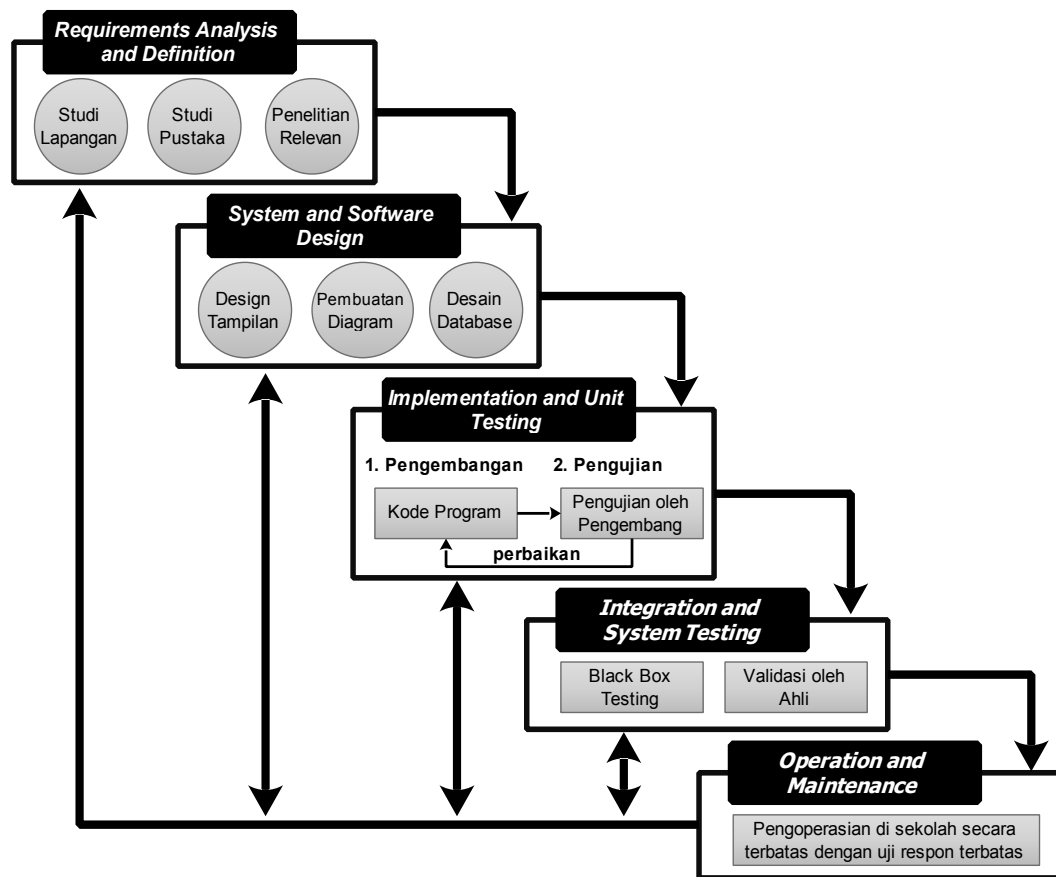 Requirements Analysis
and Definition
Studi
Lapangan
Studi
Pustaka
Penelitian
Relevan
System and Software
Design
Design
Tampilan
Pembuatan
Diagram
Desain
Database
Implementation and Unit
Testing
1. Pengembangan
2. Pengujian
Kode Program
Pengujian oleh
Pengembang
perbaikan
Integration and
System Testing
Black Box
Testing
Validasi oleh
Ahli
Operation and
Maintenance
Pengoperasian di sekolah secara
terbatas dengan uji respon terbatas